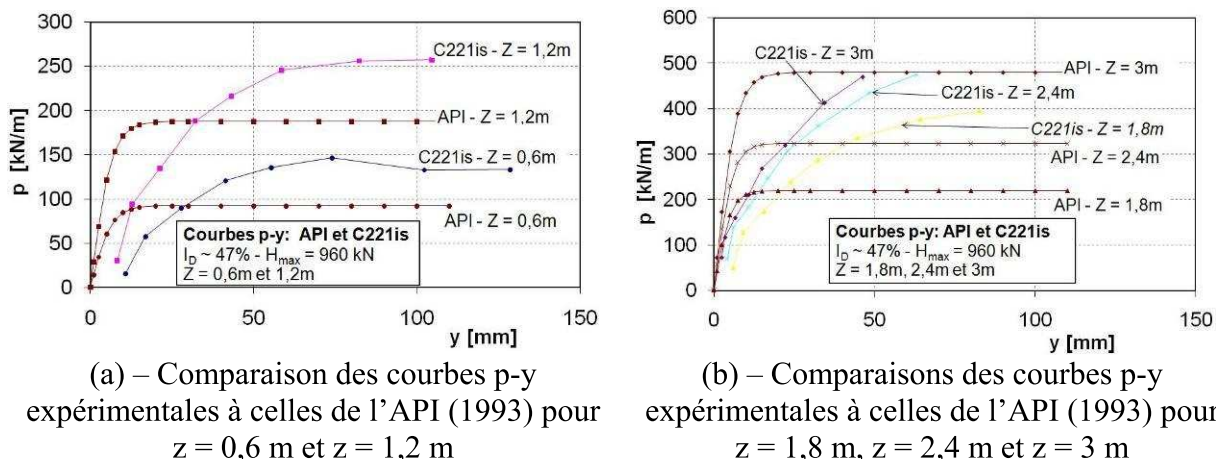 300
250
200
150
100
50
0
p [kN/m]
C221is - Z = 1,2m
API - Z = 1,2m
C221is - Z = 0,6m
API - Z = 0,6m
Courbes p-y: API et C221is
I_D ~ 47% - H_max = 960 kN
Z = 0,6m et 1,2m
0 50 100 150
y [mm]
(a) – Comparaison des courbes p-y
expérimentales à celles de l’API (1993) pour
z = 0,6 m et z = 1,2 m
600
500
400
300
200
100
0
p [kN/m]
C221is - Z = 3m
API - Z = 3m
C221is - Z = 2,4m
C221is - Z = 1,8m
API - Z = 2,4m
API - Z = 1,8m
Courbes p-y: API et C221is
I_D ~ 47% - H_max = 960 kN
Z = 1,8m, 2,4m et 3m
0 50 100 150
y [mm]
(b) – Comparaisons des courbes p-y
expérimentales à celles de l’API (1993) pour
z = 1,8 m, z = 2,4 m et z = 3 m